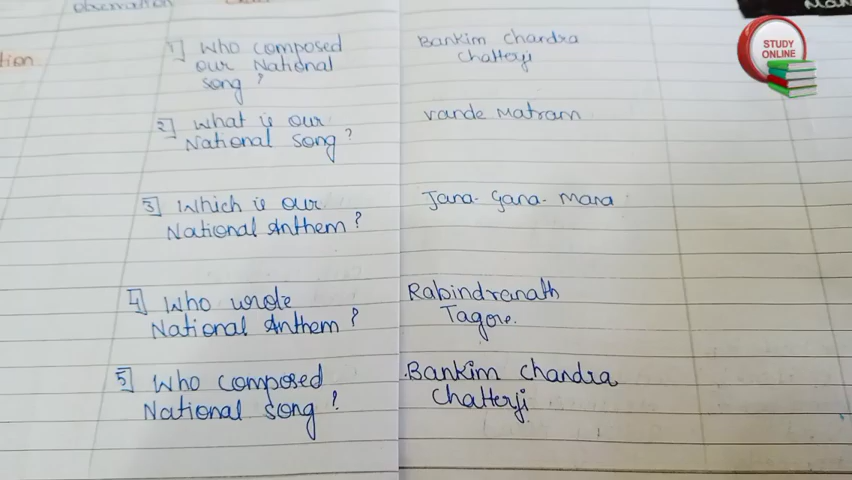 observation
tion
1] Who composed
our National
song?
Bankim chandra
Chatterji
2] What is our
National Song?
Vande Matram
3] Which is our
National Anthem?
Jana- Gana- Mana
4] Who wrote
National Anthem?
Rabindranath
Tagore.
5] Who composed
National song?
Bankim chandra
Chatterji
STUDY
ONLINE